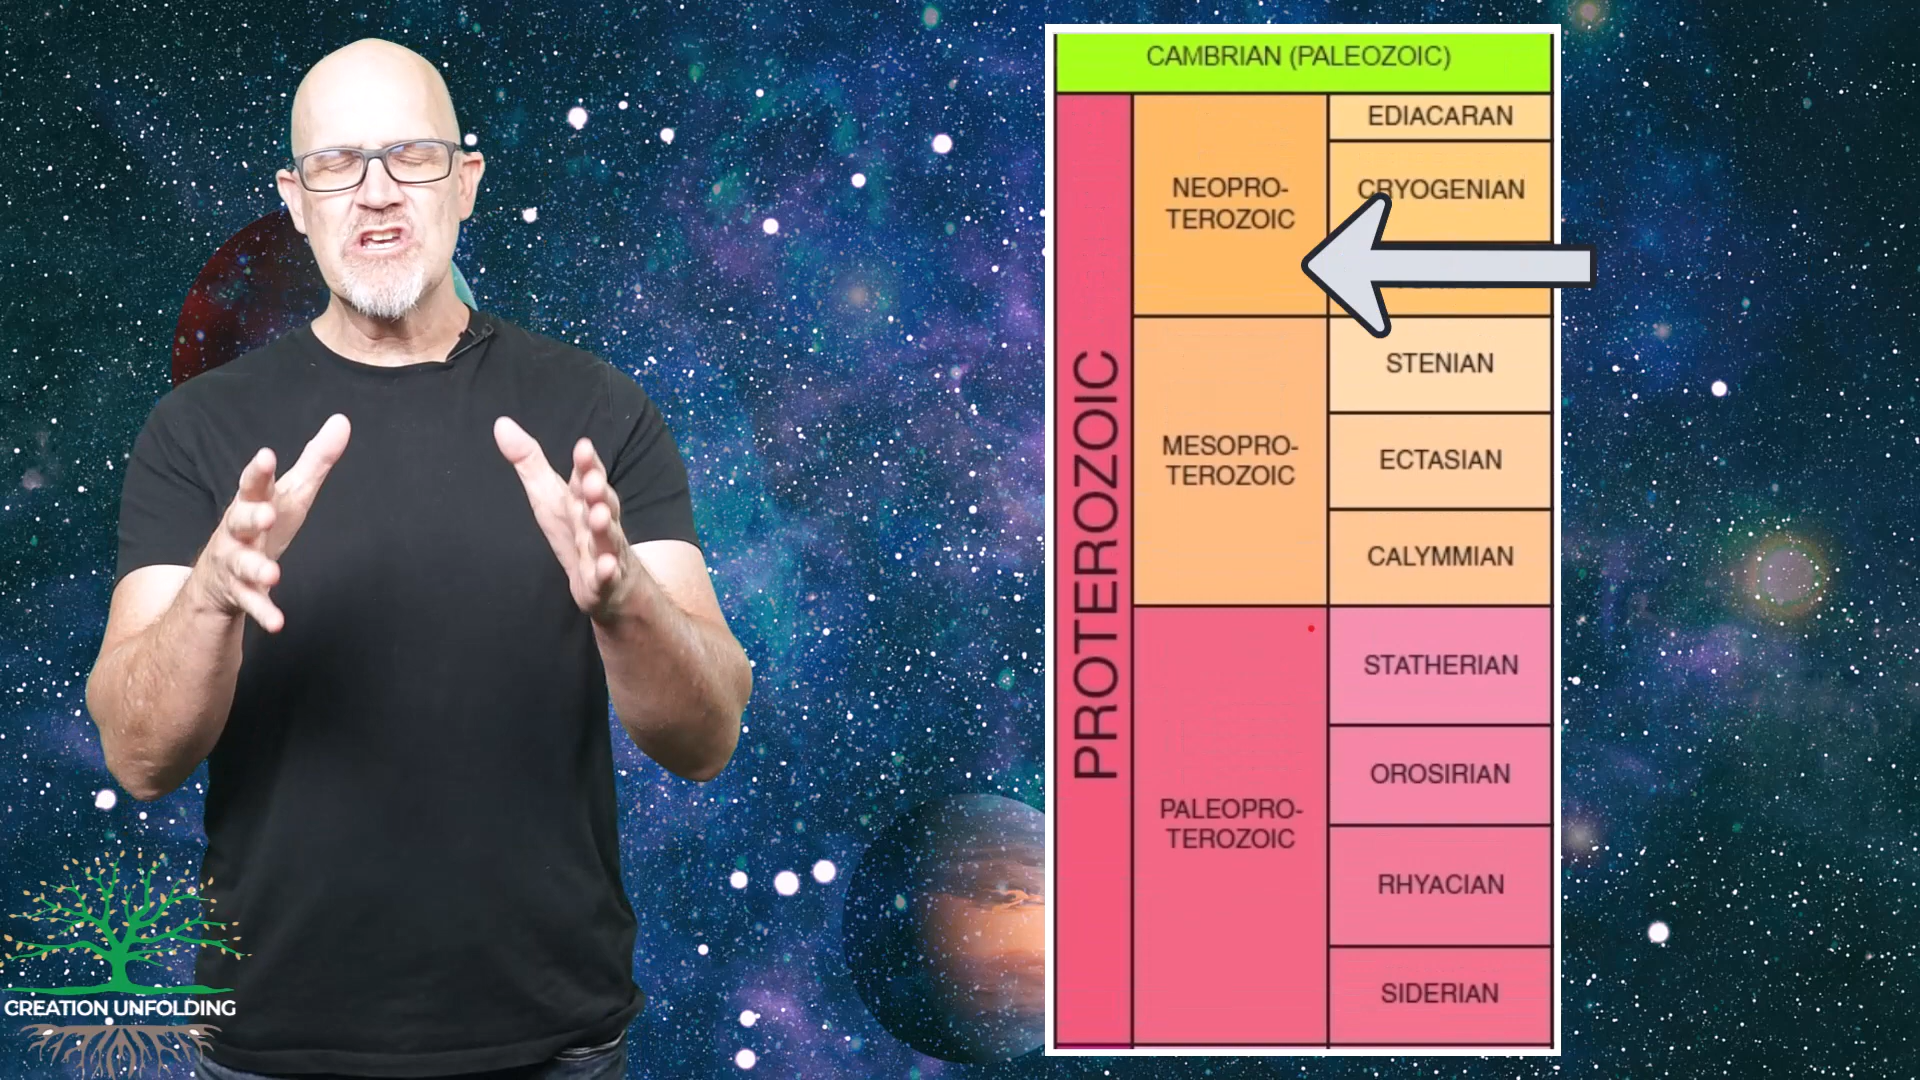 CAMBRIAN (PALEOZOIC)
PROTEROZOIC
NEOPRO-
TEROZOIC
EDIACARAN
CRYOGENIAN
MESOPRO-
TEROZOIC
STENIAN
ECTASIAN
CALYMMIAN
PALEOPRO-
TEROZOIC
STATHERIAN
OROSIRIAN
RHYACIAN
SIDERIAN
CREATION UNFOLDING